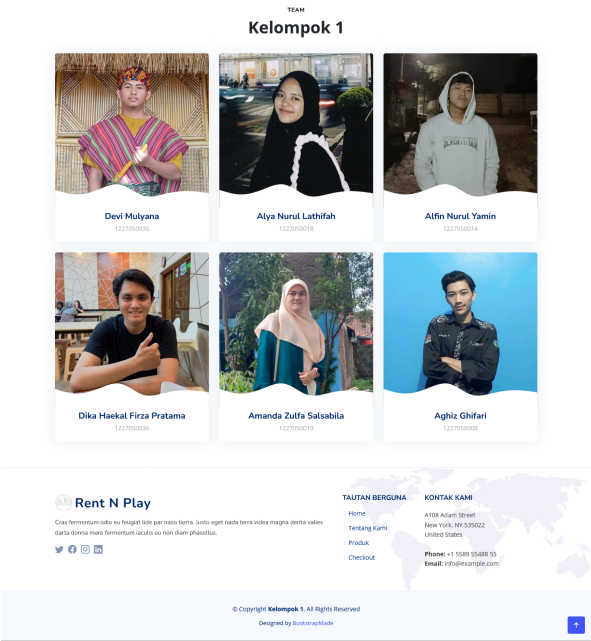 TEAM
Kelompok 1
Devi Mulyana
1227050035
Alya Nurul Lathifah
1227050018
Alfin Nurul Yamin
1227050014
Dika Haekal Firza Pratama
1227050036
Amanda Zulfa Salsabila
1227050019
Aghiz Ghifari
1227050008
Rent N Play
Cras fermentum odio eu feugiat lide par naso tierra. Justo eget nada terra videa magna derita valies
darta donna mare fermentum iaculis eu non diam phasellus.
TAUTAN BERGUNA
Home
Tentang Kami
Produk
Checkout
KONTAK KAMI
A108 Adam Street
New York, NY 535022
United States
Phone: +1 5589 55488 55
Email: info@example.com
© Copyright Kelompok 1. All Rights Reserved
Designed by BootstrapMade